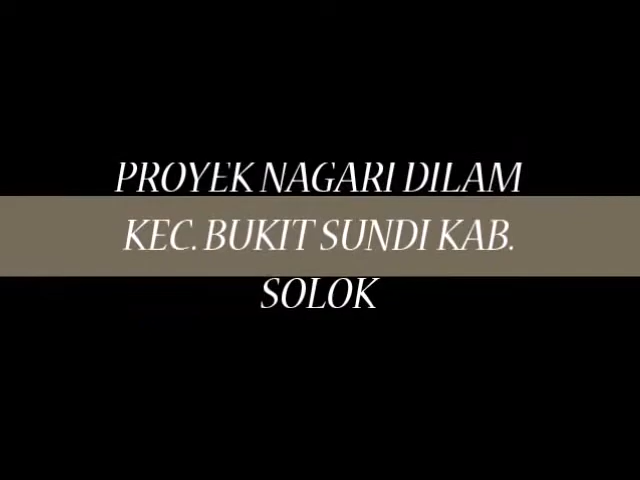 PROYEK NAGARI DILAM
KEC. BUKIT SUNDI KAB.
SOLOK